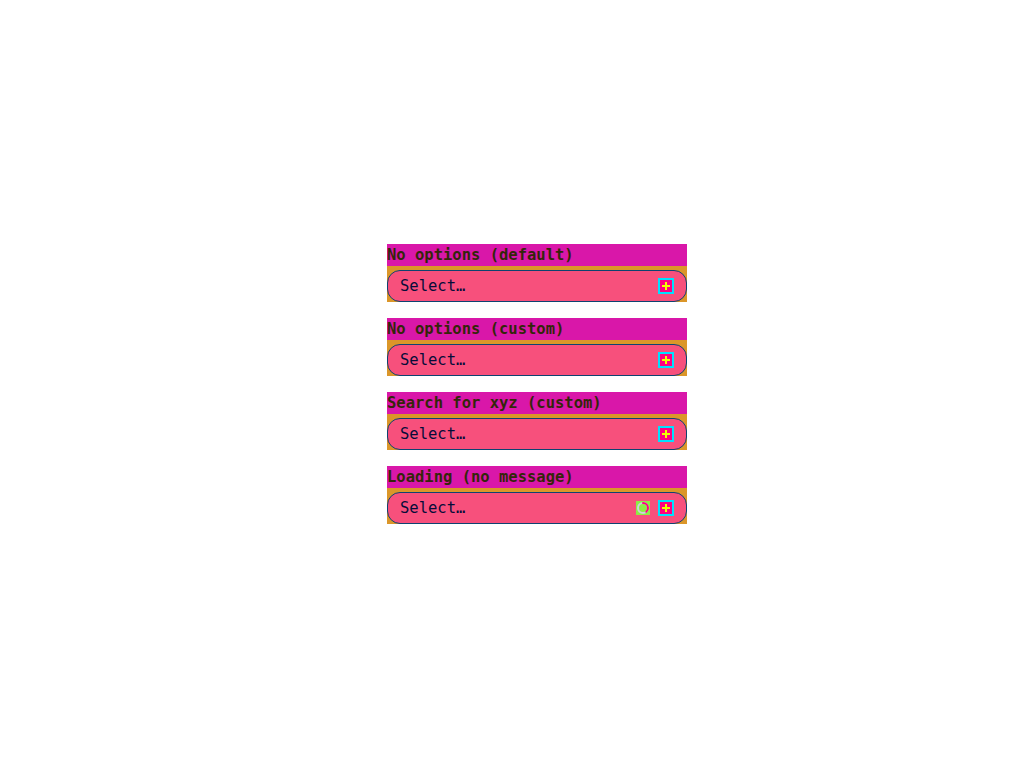 No options (default)
Select…
No options (custom)
Select…
Search for xyz (custom)
Select…
Loading (no message)
Select…